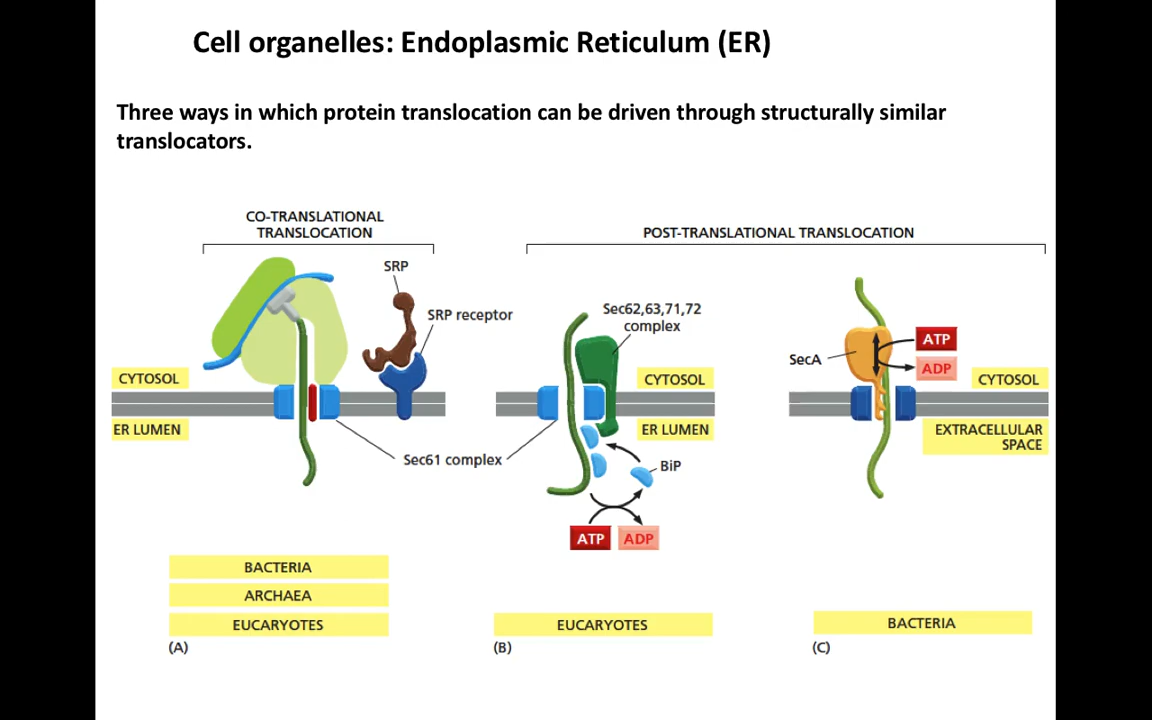 Cell organelles: Endoplasmic Reticulum (ER)
Three ways in which protein translocation can be driven through structurally similar
translocators.
CO-TRANSLATIONAL
TRANSLOCATION
SRP
SRP receptor
CYTOSOL
ER LUMEN
Sec61 complex
BACTERIA
ARCHAEA
EUCARYOTES
(A)
POST-TRANSLATIONAL TRANSLOCATION
Sec62,63,71,72
complex
CYTOSOL
ER LUMEN
BiP
ATP
ADP
EUCARYOTES
(B)
SecA
ATP
ADP
CYTOSOL
EXTRACELLULAR
SPACE
BACTERIA
(C)